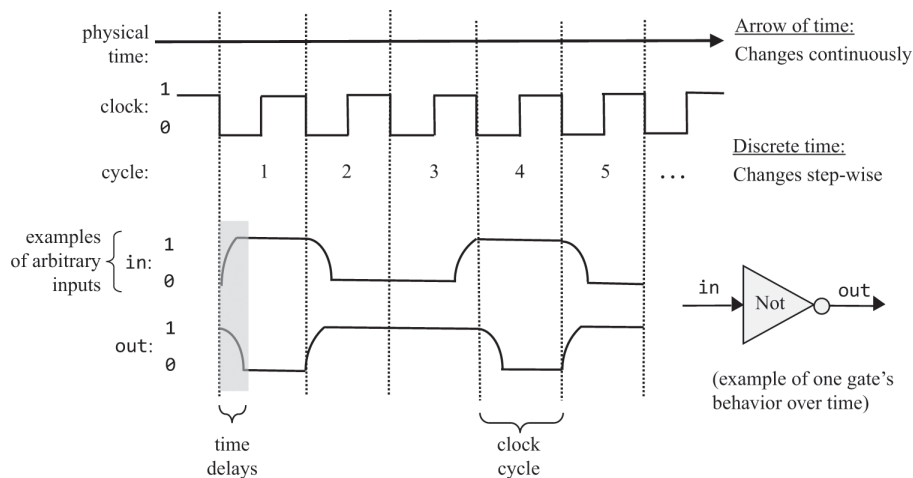 physical
time:
Arrow of time:
Changes continuously
clock:
1
0
cycle:
1 2 3 4 5 ...
Discrete time:
Changes step-wise
examples
of arbitrary
inputs
in:
1
0
out:
1
0
in
Not
out
(example of one gate's
behavior over time)
time
delays
clock
cycle